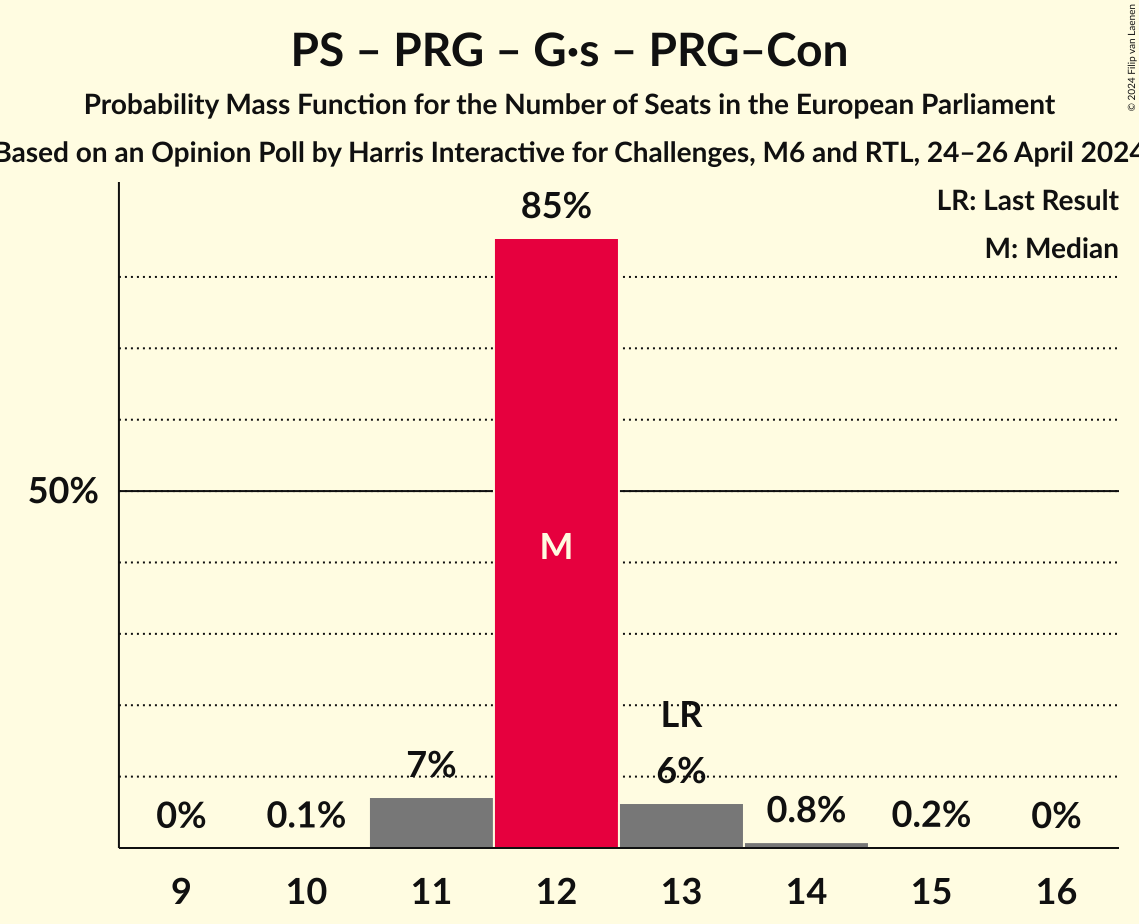 PS – PRG – G·s – PRG–Con
Probability Mass Function for the Number of Seats in the European Parliament
Based on an Opinion Poll by Harris Interactive for Challenges, M6 and RTL, 24–26 April 2024
© 2024 Filip van Laenen
LR: Last Result
M: Median
85%
50%
M
LR
7%
6%
0%
0.1%
0.8%
0.2%
0%
9 10 11 12 13 14 15 16